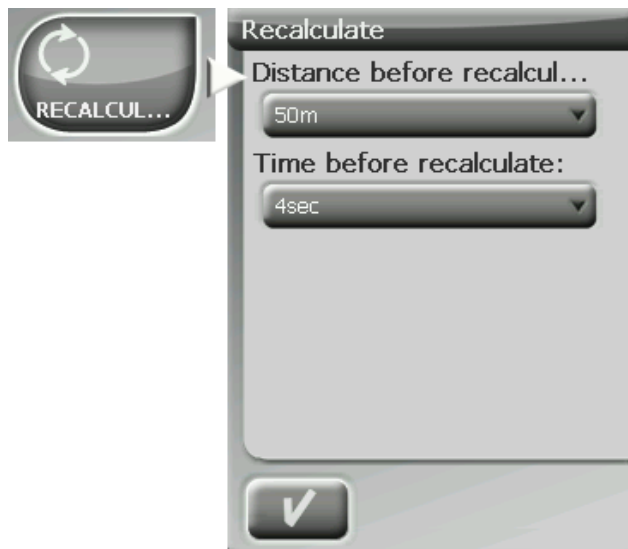 RECALCUL...
Recalculate
Distance before recalcul...
50m
Time before recalculate:
4sec